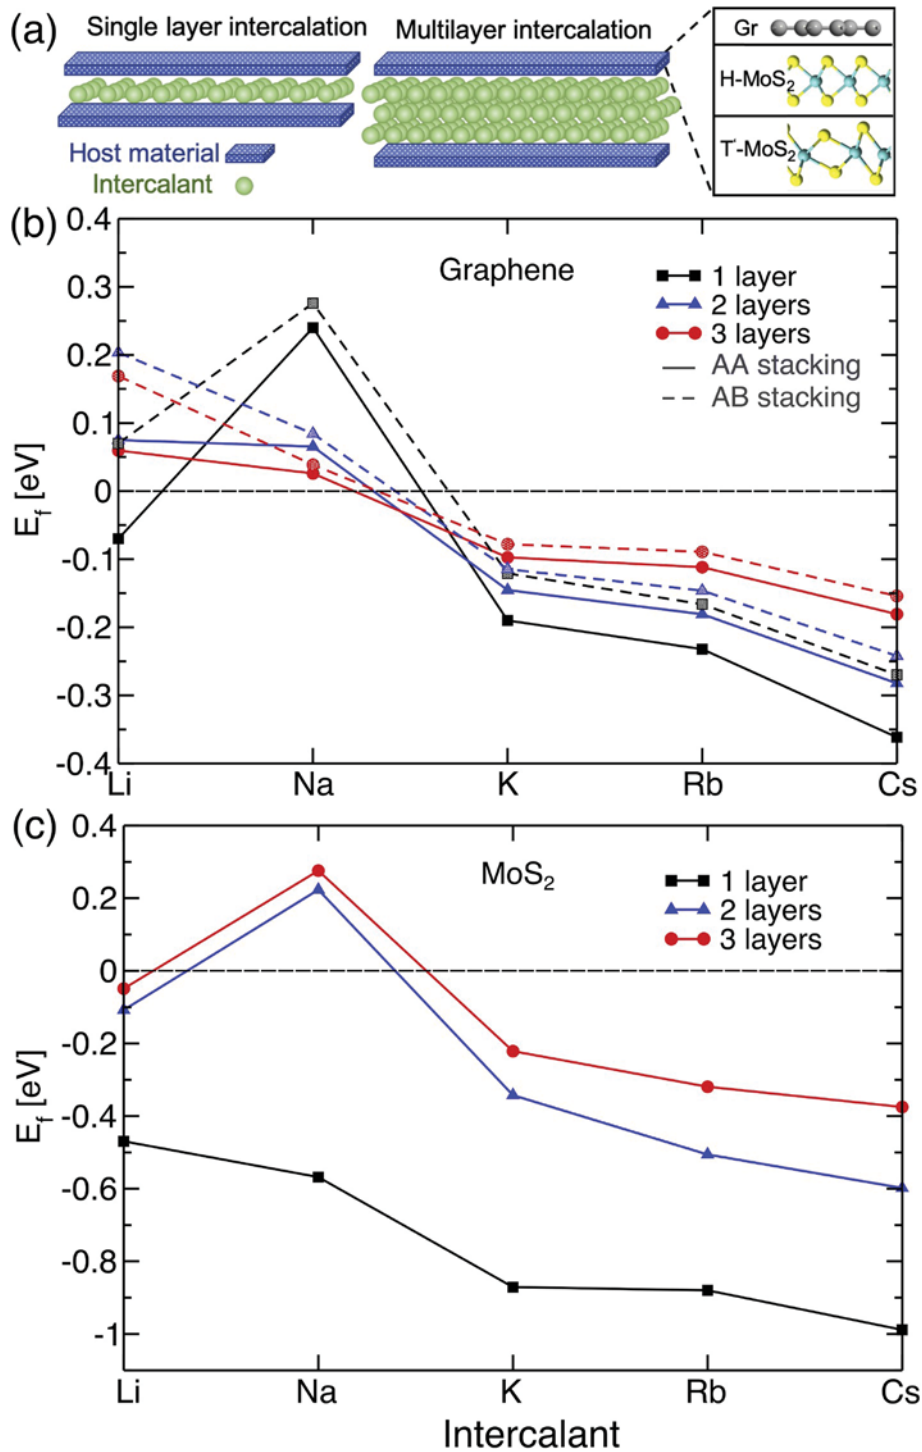 (a)
Single layer intercalation
Multilayer intercalation
Host material
Intercalant
Gr
H-MoS₂
T'-MoS₂
(b)
Graphene
1 layer
2 layers
3 layers
AA stacking
AB stacking
E_f [eV]
0.4
0.3
0.2
0.1
0
-0.1
-0.2
-0.3
-0.4
Li Na K Rb Cs
(c)
MoS₂
1 layer
2 layers
3 layers
E_f [eV]
0.4
0.2
0
-0.2
-0.4
-0.6
-0.8
-1
Li Na K Rb Cs
Intercalant